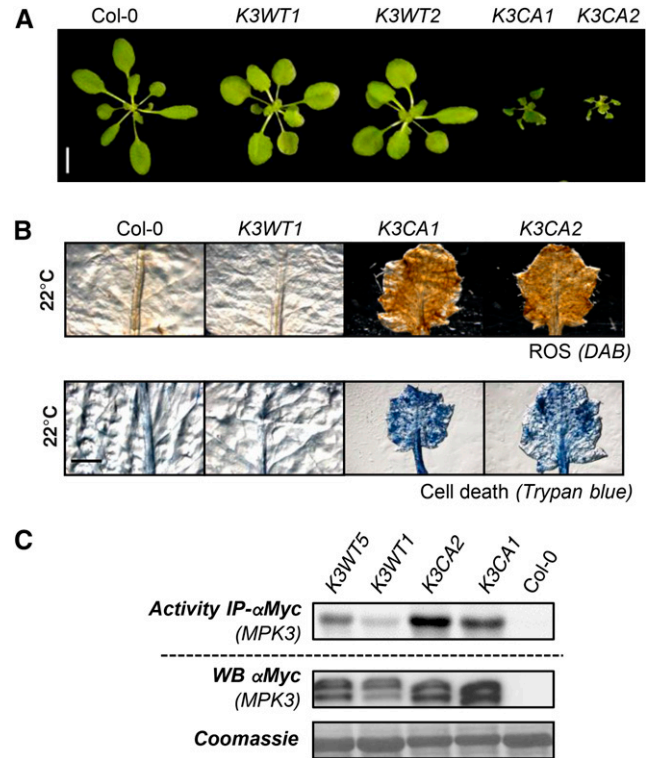 A
Col-0 K3WT1 K3WT2 K3CA1 K3CA2
B
Col-0 K3WT1 K3CA1 K3CA2
22°C
ROS (DAB)
22°C
Cell death (Trypan blue)
C
K3WT5 K3WT1 K3CA2 K3CA1 Col-0
Activity IP-αMyc
(MPK3)
WB αMyc
(MPK3)
Coomassie